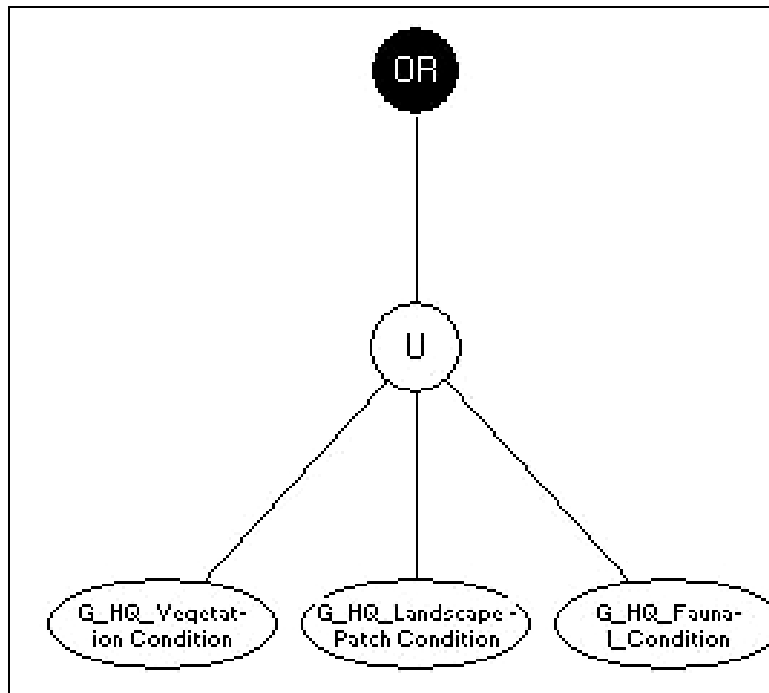 OR
U
G_HQ_Vegetat-
ion Condition
G_HQ_Landscape-
Patch Condition
G_HQ_Fauna-
l_Condition